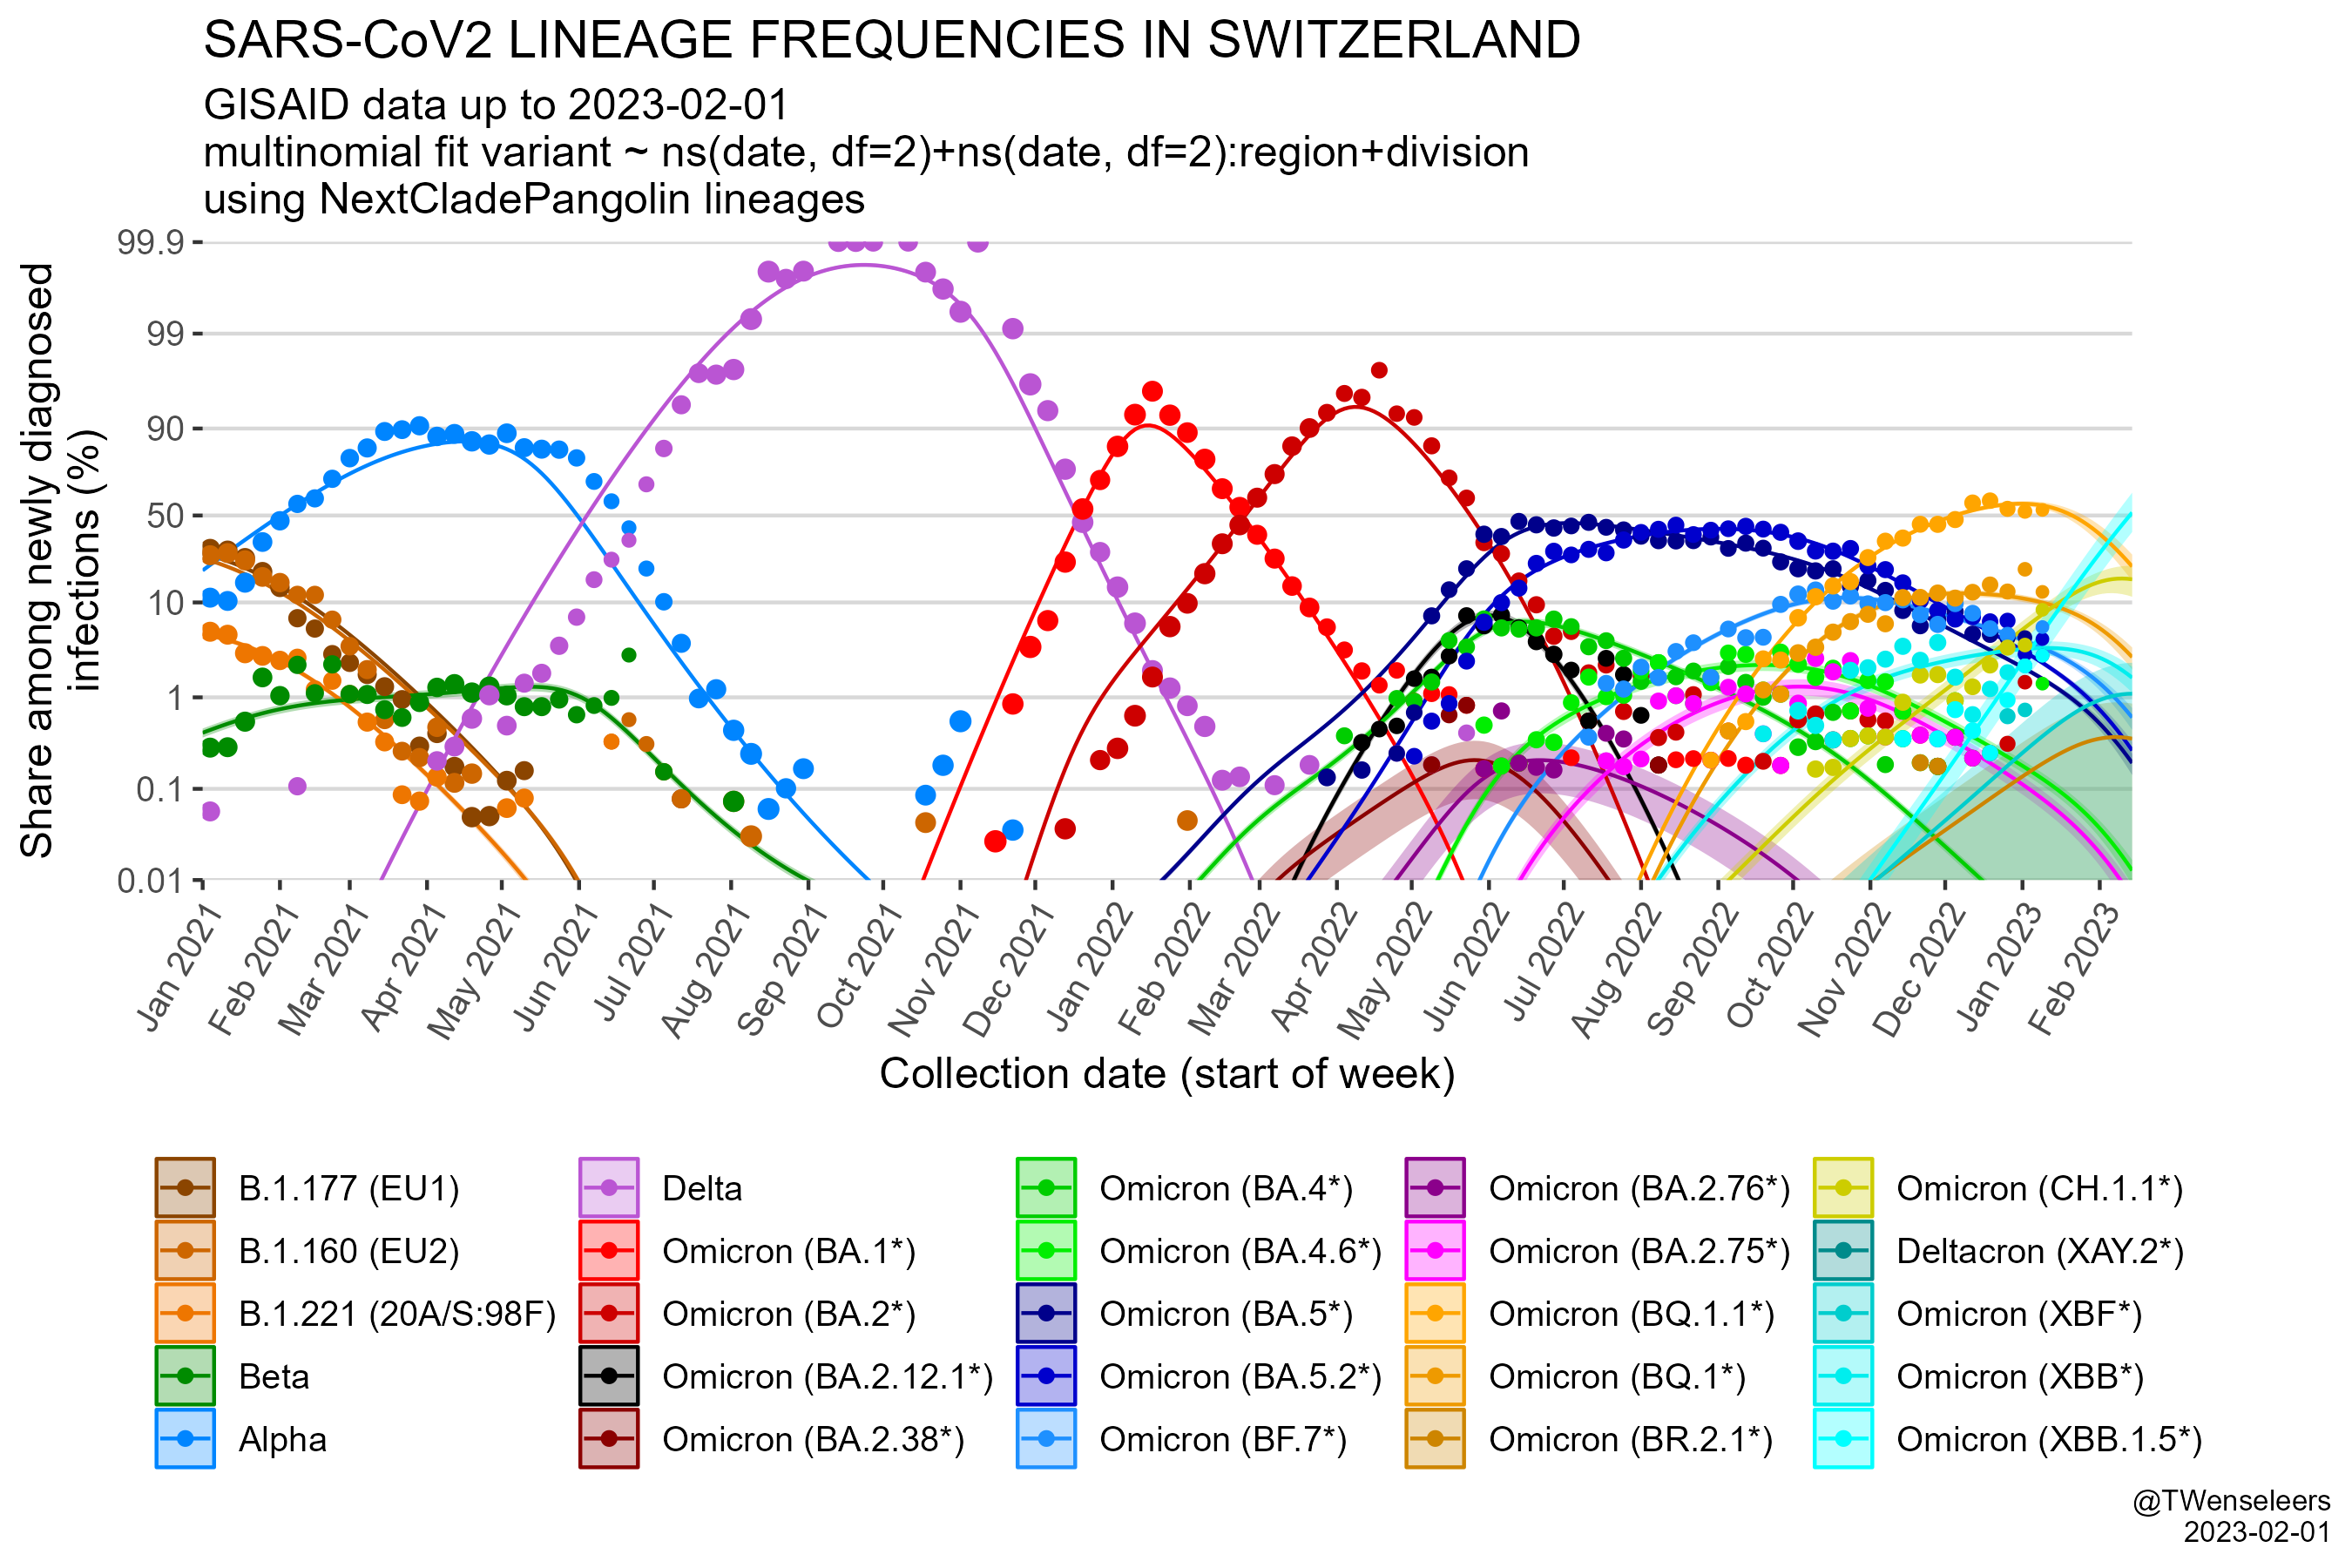 SARS-CoV2 LINEAGE FREQUENCIES IN SWITZERLAND
GISAID data up to 2023-02-01
multinomial fit variant ~ ns(date, df=2)+ns(date, df=2):region+division
using NextCladePangolin lineages
Share among newly diagnosed
infections (%)
99.9
99
90
50
10
1
0.1
0.01
Jan 2021
Feb 2021
Mar 2021
Apr 2021
May 2021
Jun 2021
Jul 2021
Aug 2021
Sep 2021
Oct 2021
Nov 2021
Dec 2021
Jan 2022
Feb 2022
Mar 2022
Apr 2022
May 2022
Jun 2022
Jul 2022
Aug 2022
Sep 2022
Oct 2022
Nov 2022
Dec 2022
Jan 2023
Feb 2023
Collection date (start of week)
B.1.177 (EU1)
B.1.160 (EU2)
B.1.221 (20A/S:98F)
Beta
Alpha
Delta
Omicron (BA.1*)
Omicron (BA.2*)
Omicron (BA.2.12.1*)
Omicron (BA.2.38*)
Omicron (BA.4*)
Omicron (BA.4.6*)
Omicron (BA.5*)
Omicron (BA.5.2*)
Omicron (BF.7*)
Omicron (BA.2.76*)
Omicron (BA.2.75*)
Omicron (BQ.1.1*)
Omicron (BQ.1*)
Omicron (BR.2.1*)
Omicron (CH.1.1*)
Deltacron (XAY.2*)
Omicron (XBF*)
Omicron (XBB*)
Omicron (XBB.1.5*)
@TWenseleers
2023-02-01